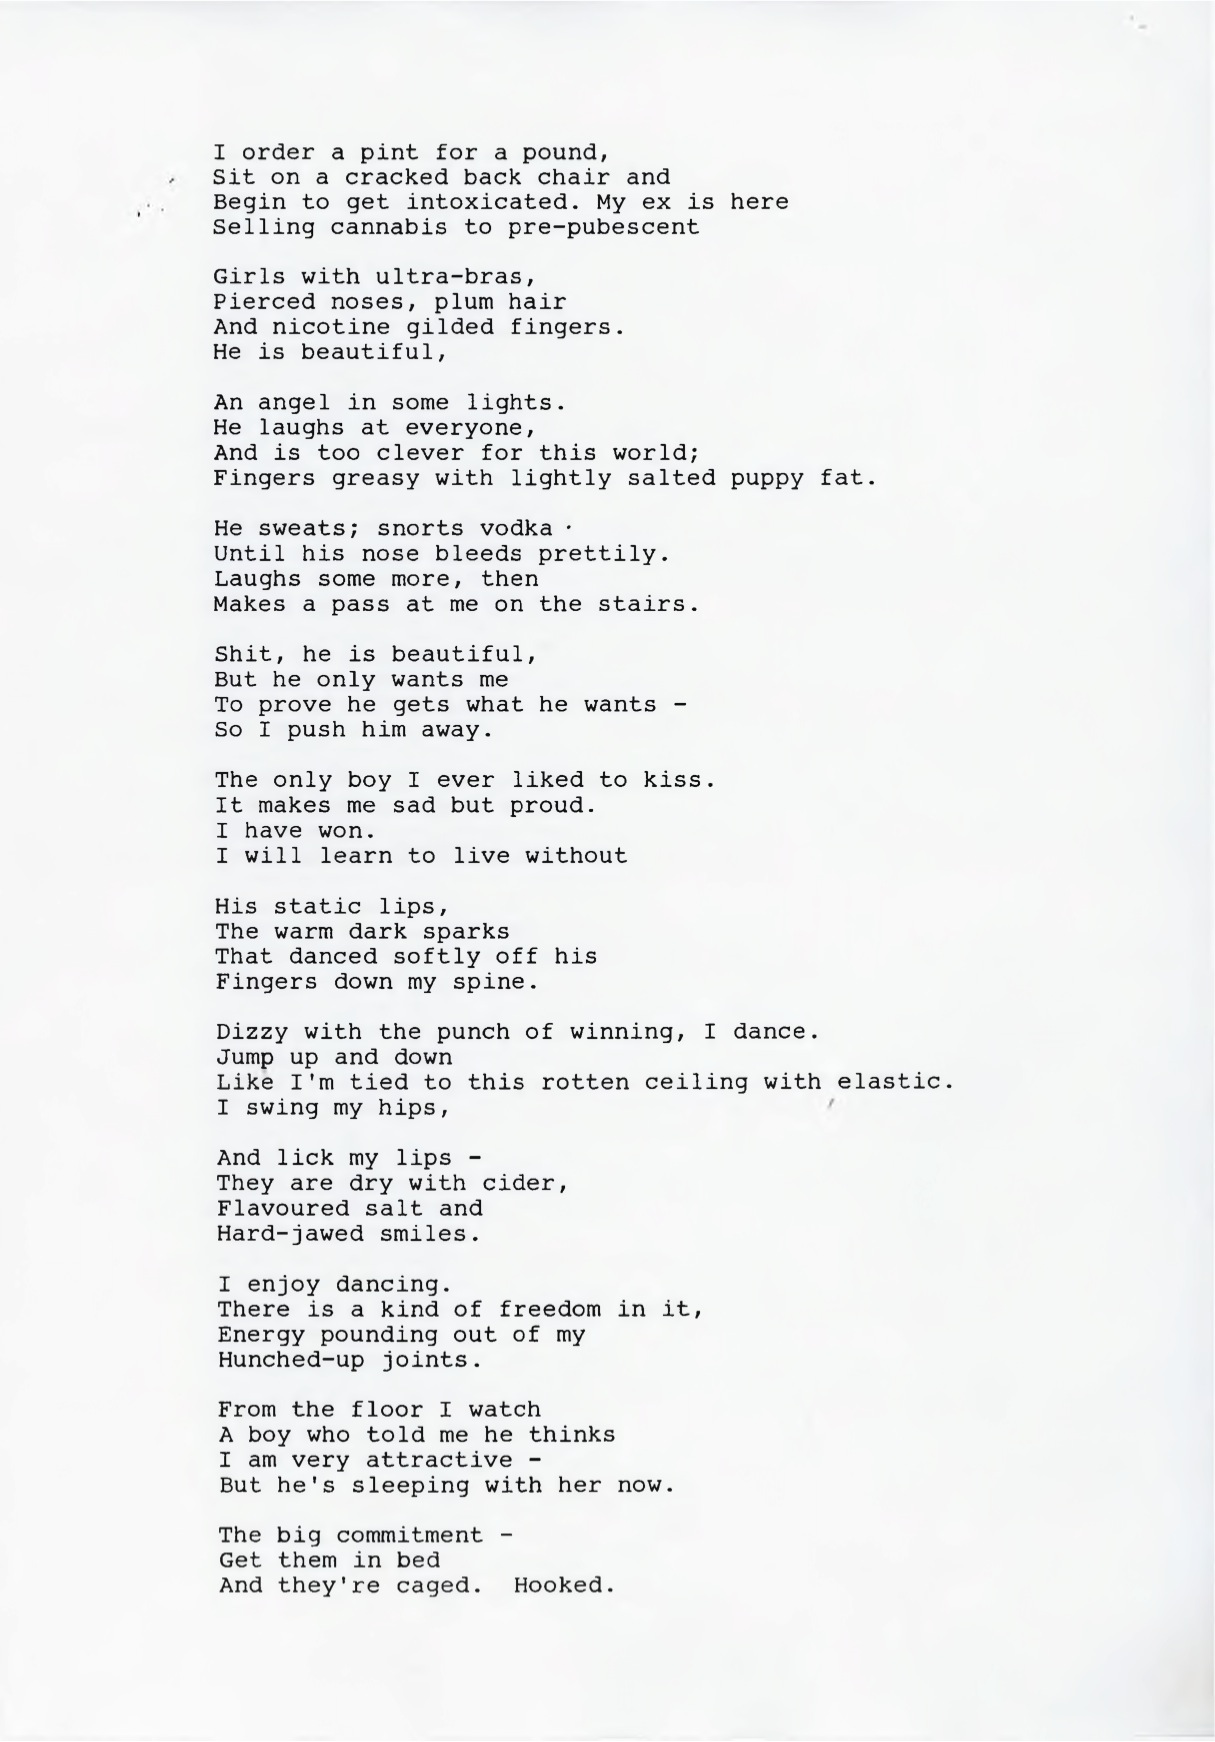 I order a pint for a pound,
Sit on a cracked back chair and
Begin to get intoxicated. My ex is here
Selling cannabis to pre-pubescent

Girls with ultra-bras,
Pierced noses, plum hair
And nicotine gilded fingers.
He is beautiful,

An angel in some lights.
He laughs at everyone,
And is too clever for this world;
Fingers greasy with lightly salted puppy fat.

He sweats; snorts vodka
Until his nose bleeds prettily.
Laughs some more, then
Makes a pass at me on the stairs.

Shit, he is beautiful,
But he only wants me
To prove he gets what he wants -
So I push him away.

The only boy I ever liked to kiss.
It makes me sad but proud.
I have won.
I will learn to live without

His static lips,
The warm dark sparks
That danced softly off his
Fingers down my spine.

Dizzy with the punch of winning, I dance.
Jump up and down
Like I'm tied to this rotten ceiling with elastic.
I swing my hips,

And lick my lips -
They are dry with cider,
Flavoured salt and
Hard-jawed smiles.

I enjoy dancing.
There is a kind of freedom in it,
Energy pounding out of my
Hunched-up joints.

From the floor I watch
A boy who told me he thinks
I am very attractive -
But he's sleeping with her now.

The big commitment -
Get them in bed
And they're caged.  Hooked.